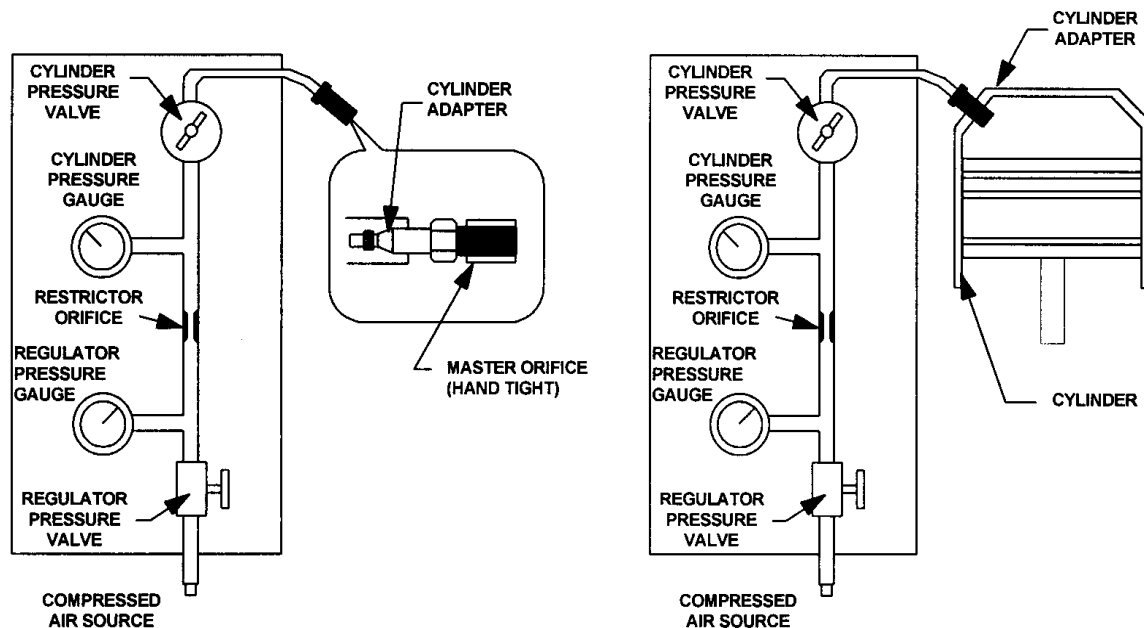 CYLINDER
PRESSURE
VALVE
CYLINDER
ADAPTER
CYLINDER
PRESSURE
GAUGE
RESTRICTOR
ORIFICE
REGULATOR
PRESSURE
GAUGE
MASTER ORIFICE
(HAND TIGHT)
REGULATOR
PRESSURE
VALVE
COMPRESSED
AIR SOURCE
CYLINDER
ADAPTER
CYLINDER
PRESSURE
VALVE
CYLINDER
PRESSURE
GAUGE
RESTRICTOR
ORIFICE
REGULATOR
PRESSURE
GAUGE
CYLINDER
REGULATOR
PRESSURE
VALVE
COMPRESSED
AIR SOURCE